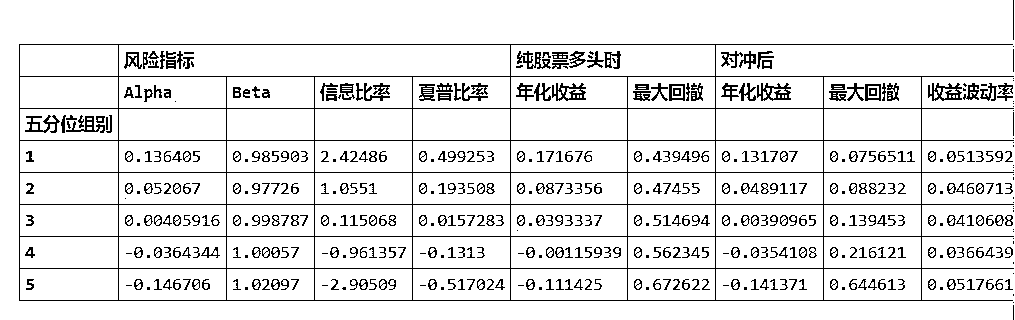 风险指标 纯股票多头时 对冲后
Alpha Beta 信息比率 夏普比率 年化收益 最大回撤 年化收益 最大回撤 收益波动率
五分位组别
1 0.136405 0.985903 2.42486 0.499253 0.171676 0.439496 0.131707 0.0756511 0.0513592
2 0.052067 0.97726 1.0551 0.193508 0.0873356 0.47455 0.0489117 0.088232 0.0460713
3 0.00405916 0.998787 0.115068 0.0157283 0.0393337 0.514694 0.00390965 0.139453 0.0410608
4 -0.0364344 1.00057 -0.961357 -0.1313 -0.00115939 0.562345 -0.0354108 0.216121 0.0366439
5 -0.146706 1.02097 -2.90509 -0.517024 -0.111425 0.672622 -0.141371 0.644613 0.0517661